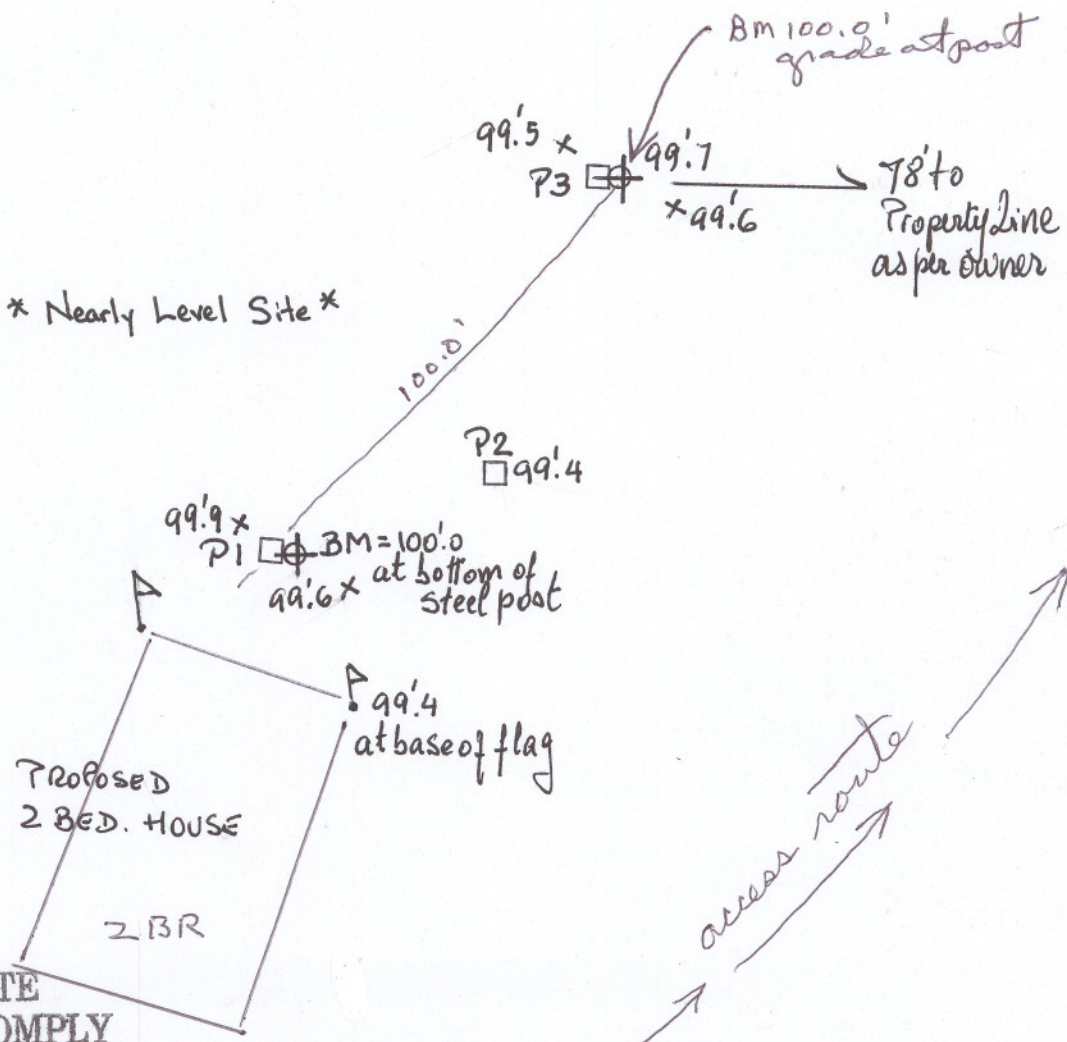 BM 100.0'
grade at post
99'.5 x
99'.7
P3
x 99'.6
78' to
Property Line
as per owner
* Nearly Level Site *
100.0'
P2
99'.4
99'.9 x
P1
BM = 100'.0
at bottom of
steel post
99'.6 x
99'.4
at base of flag
PROPOSED
2 BED. HOUSE
2 BR
access route
TE
OMPLY